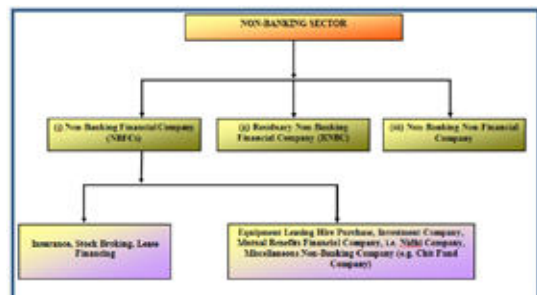 NON-BANKING SECTOR
(i) Non Banking Financial Company
(NBFCs)
(ii) Residuary Non Banking
Financial Company (RNBC)
(iii) Non Banking Non Financial
Company
Insurance, Stock Broking, Lease
Financing
Equipment Leasing Hire Purchase, Investment Company,
Mutual Benefits Financial Company, i.e. Nidhi Company,
Miscellaneous Non-Banking Company (e.g. Chit Fund
Company)